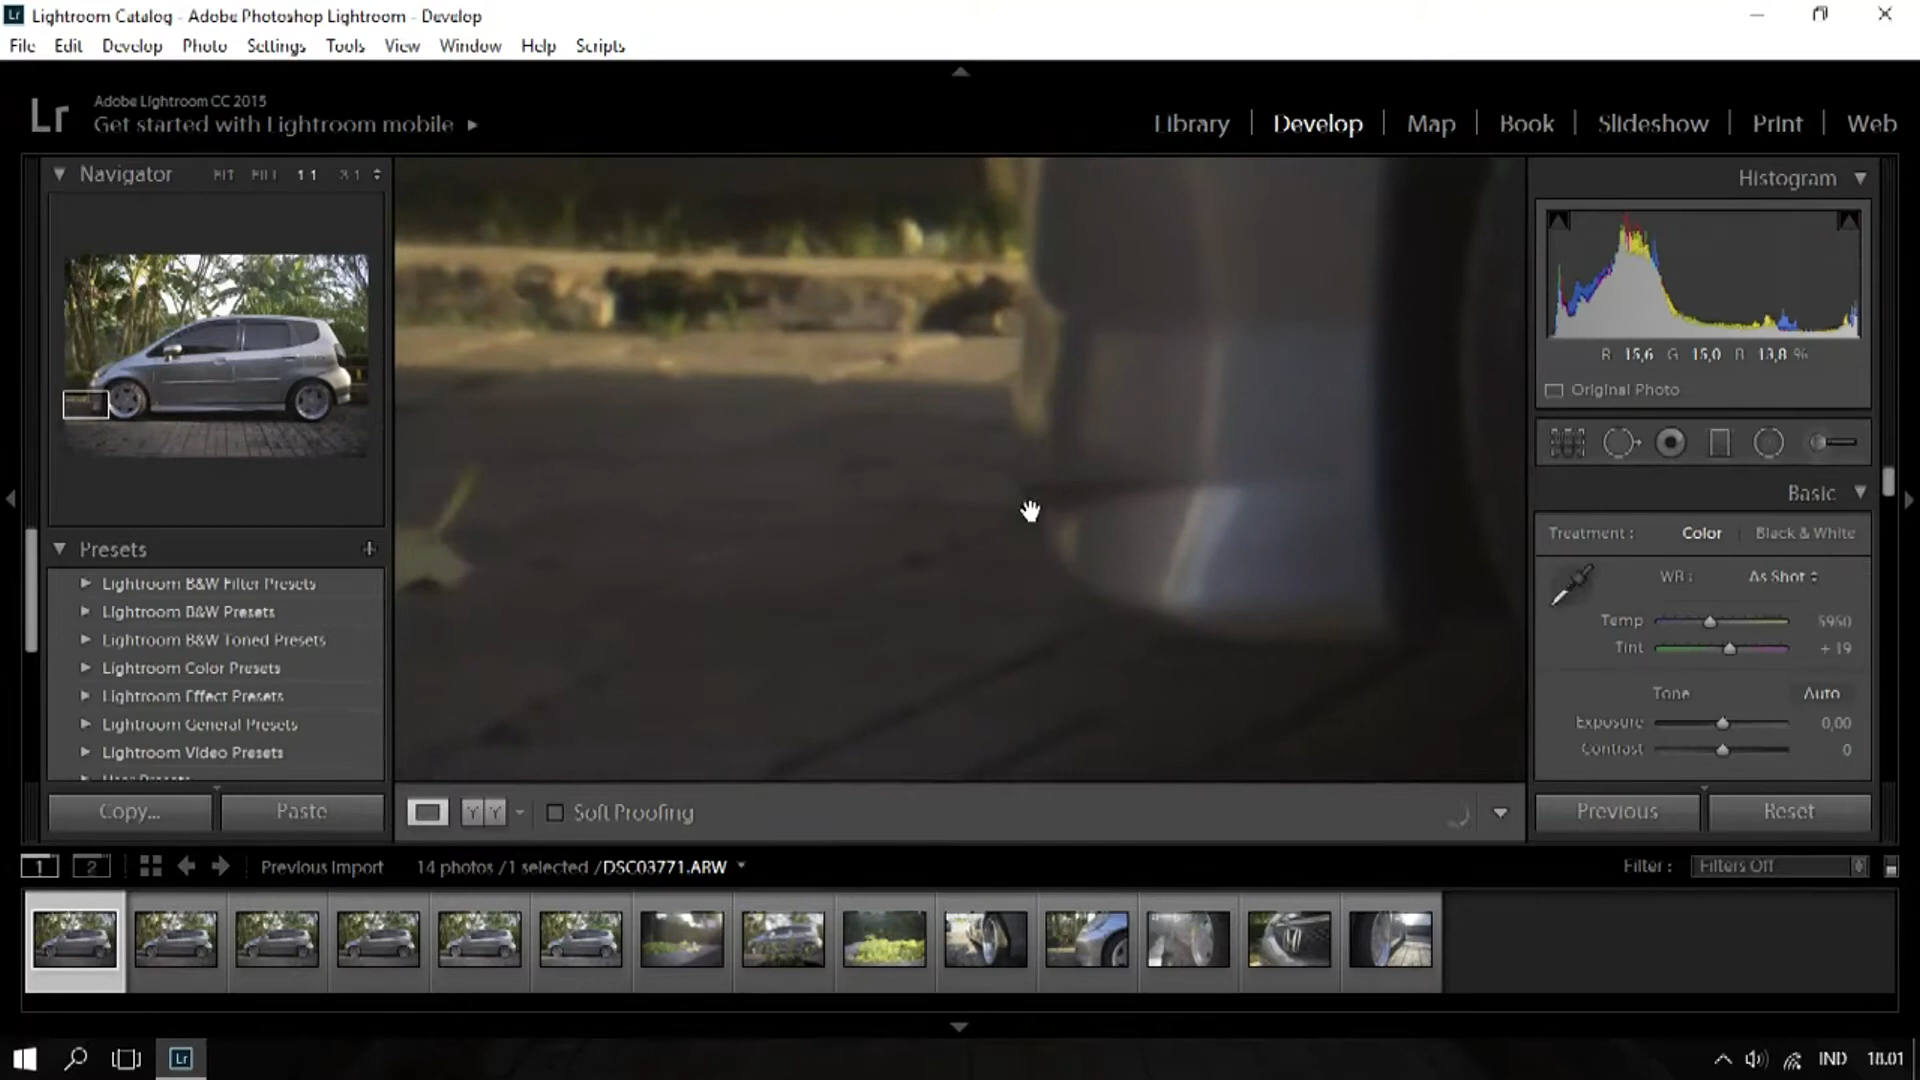 Lightroom Catalog - Adobe Photoshop Lightroom - Develop
File Edit Develop Photo Settings Tools View Window Help Scripts
Lr
Adobe Lightroom CC 2015
Get started with Lightroom mobile
Library Develop Map Book Slideshow Print Web
Navigator FIT FILL 1:1 3:1
Histogram
R 15,6 G 15,0 B 13,8 %
Original Photo
Basic
Treatment : Color Black & White
WB : As Shot
Temp 5950
Tint + 19
Tone Auto
Exposure 0,00
Contrast 0
Presets
Lightroom B&W Filter Presets
Lightroom B&W Presets
Lightroom B&W Toned Presets
Lightroom Color Presets
Lightroom Effect Presets
Lightroom General Presets
Lightroom Video Presets
User Presets
Copy... Paste
Y Y Soft Proofing
Previous Reset
1 2 Previous Import 14 photos /1 selected /DSC03771.ARW
Filter : Filters Off
Lr
IND 18.01